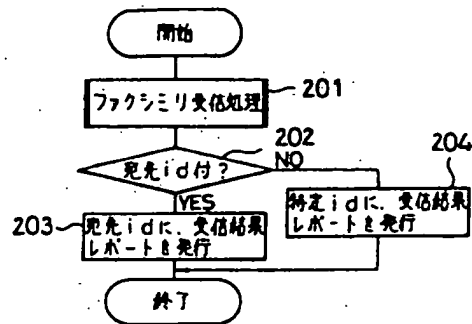 開始
ファクシミリ受信処理
201
宛先id付?
202
NO
204
YES
203
宛先idに、受信結果
レポートを発行
特定idに、受信結果
レポートを発行
終了